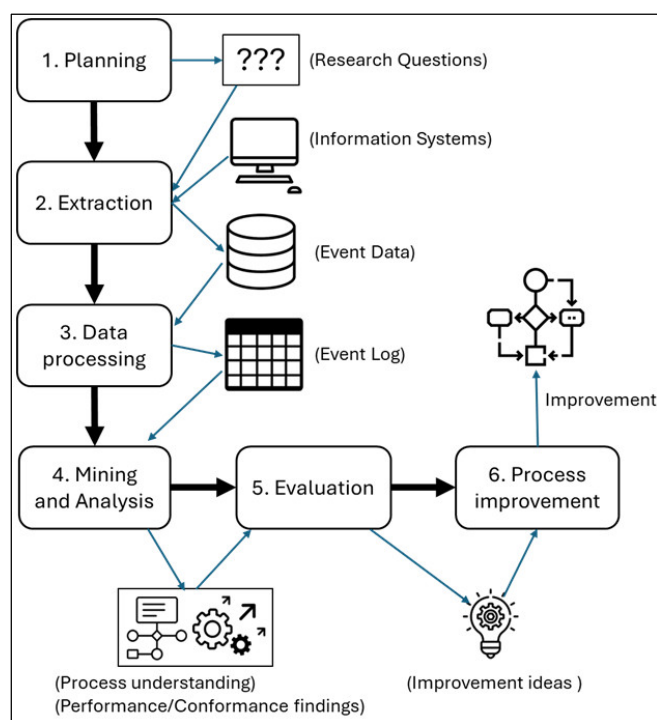 1. Planning
???
(Research Questions)
(Information Systems)
2. Extraction
(Event Data)
3. Data
processing
(Event Log)
Improvement
4. Mining
and Analysis
5. Evaluation
6. Process
improvement
(Process understanding)
(Performance/Conformance findings)
(Improvement ideas )